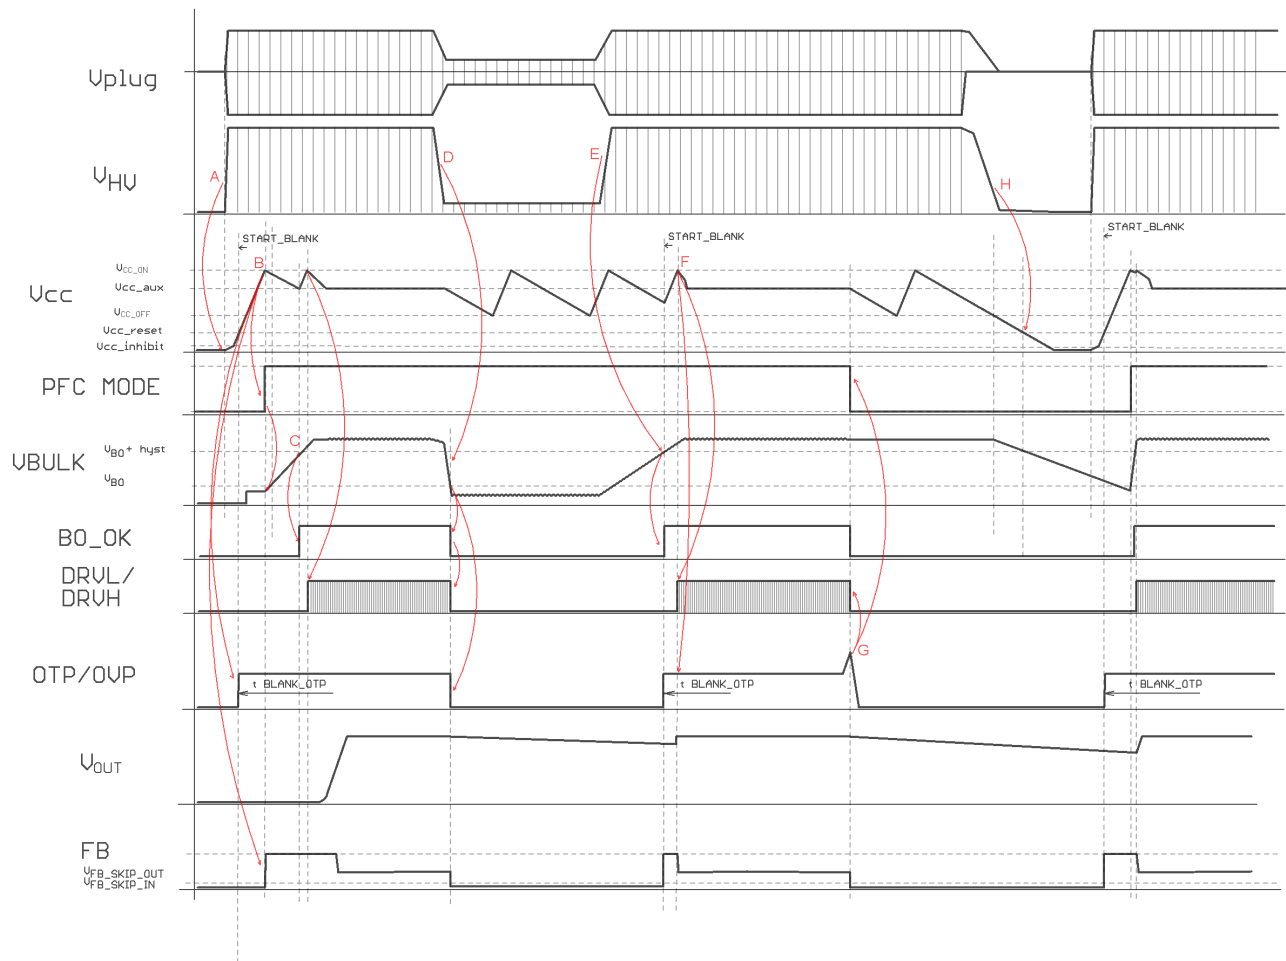 Vplug
A
D
E
VHV
H
START_BLANK
START_BLANK
START_BLANK
B
F
VCC_ON
Vcc_aux
Vcc
VCC_OFF
Vcc_reset
Vcc_inhibit
PFC MODE
C
VBO+ hyst
VBULK
VBO
BO_OK
DRVL/
DRVH
G
OTP/OVP
t BLANK_OTP
t BLANK_OTP
t BLANK_OTP
VOUT
FB
VFB_SKIP_OUT
VFB_SKIP_IN